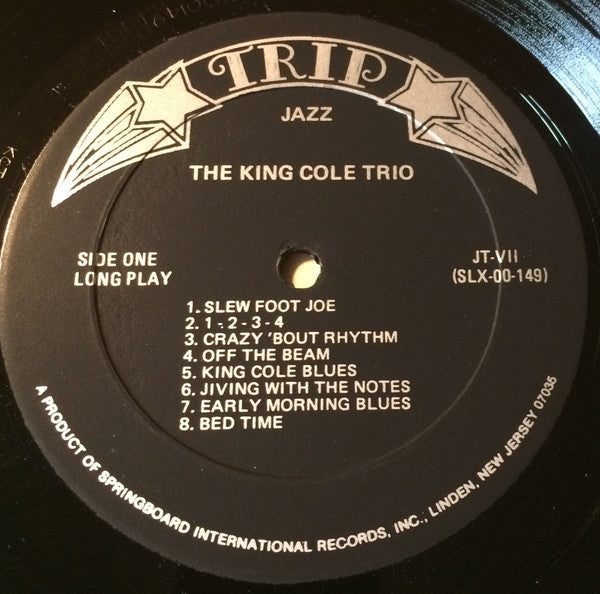 TRIP
JAZZ
THE KING COLE TRIO
SIDE ONE
LONG PLAY
JT-VII
(SLX-00-149)
1. SLEW FOOT JOE
2. 1-.2-3-4
3. CRAZY 'BOUT RHYTHM
4. OFF THE BEAM
5. KING COLE BLUES
6. JIVING WITH THE NOTES
7. EARLY MORNING BLUES
8. BED TIME
A PRODUCT OF SPRINGBOARD INTERNATIONAL RECORDS, INC., LINDEN, NEW JERSEY 07036